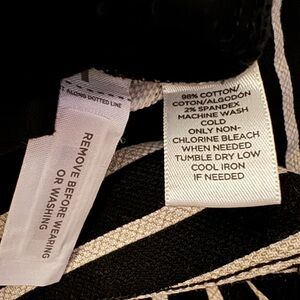 ALONG DOTTED LINE
REMOVE BEFORE WEARING
OR WASHING
98% COTTON/
COTON/ALGODÓN
2% SPANDEX
MACHINE WASH
COLD
ONLY NON-
CHLORINE BLEACH
WHEN NEEDED
TUMBLE DRY LOW
COOL IRON
IF NEEDED